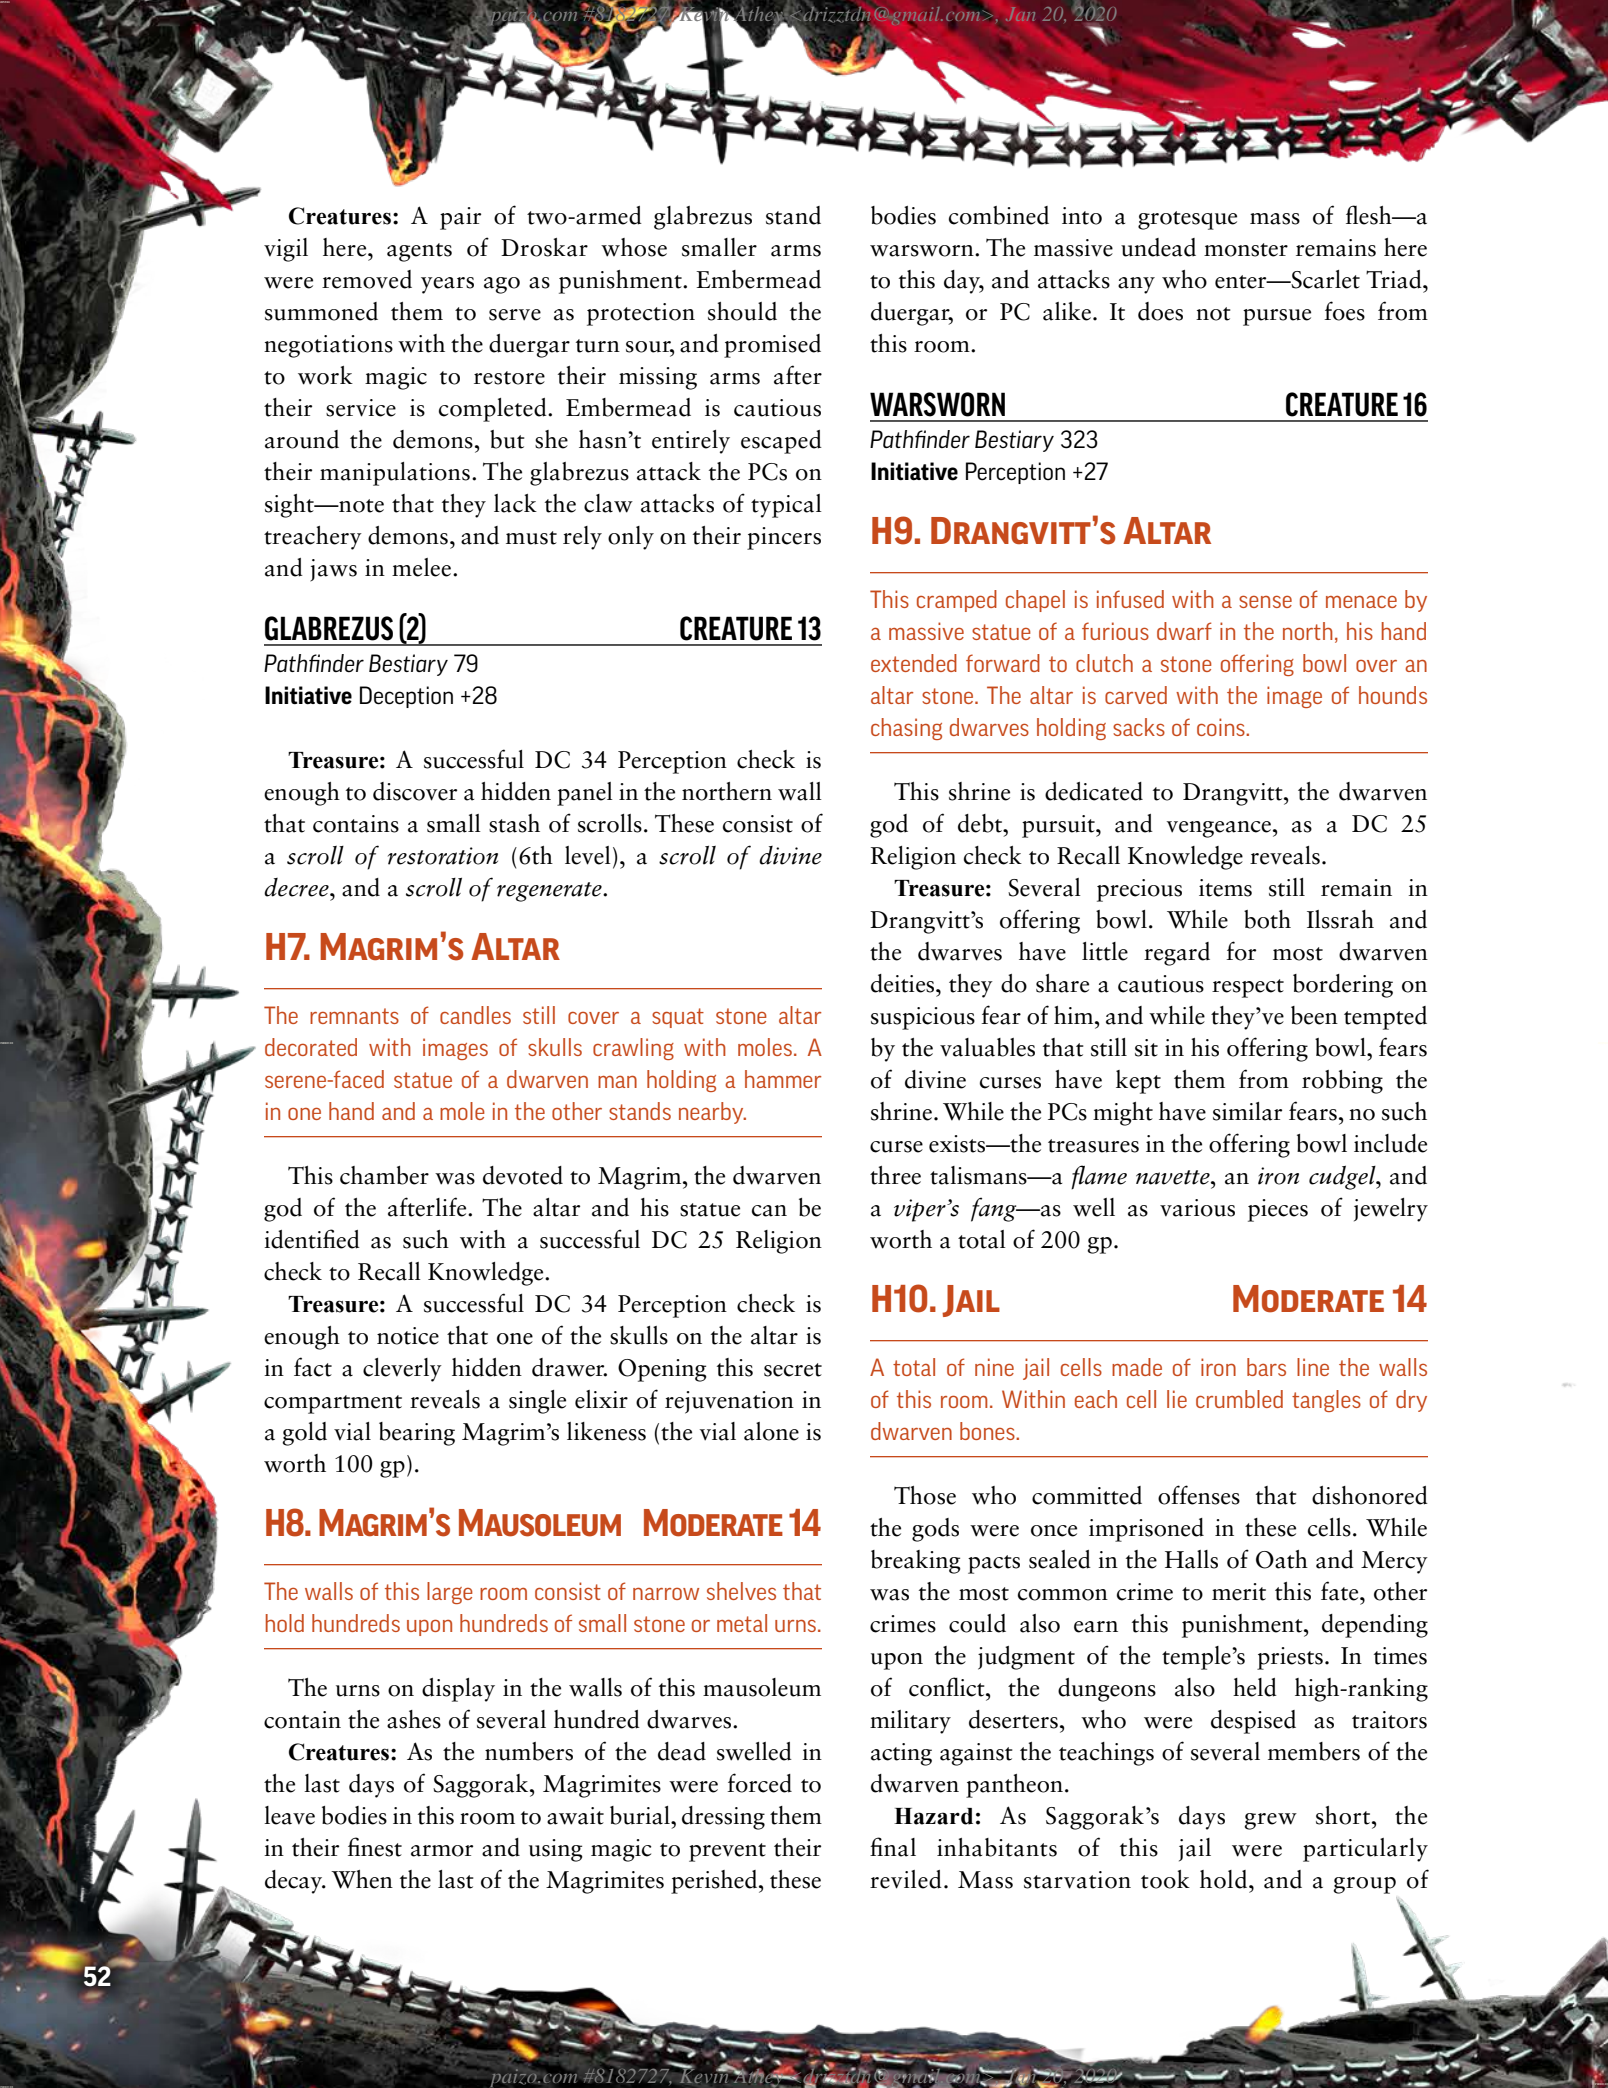 paizo.com #8182727, Kevin Athey <drizztdn@gmail.com>, Jan 20, 2020
Creatures: A pair of two-armed glabrezus stand
vigil here, agents of Droskar whose smaller arms
were removed years ago as punishment. Embermead
summoned them to serve as protection should the
negotiations with the duergar turn sour, and promised
to work magic to restore their missing arms after
their service is completed. Embermead is cautious
around the demons, but she hasn't entirely escaped
their manipulations. The glabrezus attack the PCs on
sight—note that they lack the claw attacks of typical
treachery demons, and must rely only on their pincers
and jaws in melee.
GLABREZUS (2) CREATURE 13
Pathfinder Bestiary 79
Initiative Deception +28
Treasure: A successful DC 34 Perception check is
enough to discover a hidden panel in the northern wall
that contains a small stash of scrolls. These consist of
a scroll of restoration (6th level), a scroll of divine
decree, and a scroll of regenerate.
H7. MAGRIM'S ALTAR
The remnants of candles still cover a squat stone altar
decorated with images of skulls crawling with moles. A
serene-faced statue of a dwarven man holding a hammer
in one hand and a mole in the other stands nearby.
This chamber was devoted to Magrim, the dwarven
god of the afterlife. The altar and his statue can be
identified as such with a successful DC 25 Religion
check to Recall Knowledge.
Treasure: A successful DC 34 Perception check is
enough to notice that one of the skulls on the altar is
in fact a cleverly hidden drawer. Opening this secret
compartment reveals a single elixir of rejuvenation in
a gold vial bearing Magrim's likeness (the vial alone is
worth 100 gp).
H8. MAGRIM'S MAUSOLEUM MODERATE 14
The walls of this large room consist of narrow shelves that
hold hundreds upon hundreds of small stone or metal urns.
The urns on display in the walls of this mausoleum
contain the ashes of several hundred dwarves.
Creatures: As the numbers of the dead swelled in
the last days of Saggorak, Magrimites were forced to
leave bodies in this room to await burial, dressing them
in their finest armor and using magic to prevent their
decay. When the last of the Magrimites perished, these
bodies combined into a grotesque mass of flesh—a
warsworn. The massive undead monster remains here
to this day, and attacks any who enter—Scarlet Triad,
duergar, or PC alike. It does not pursue foes from
this room.
WARSWORN CREATURE 16
Pathfinder Bestiary 323
Initiative Perception +27
H9. DRANGVITT'S ALTAR
This cramped chapel is infused with a sense of menace by
a massive statue of a furious dwarf in the north, his hand
extended forward to clutch a stone offering bowl over an
altar stone. The altar is carved with the image of hounds
chasing dwarves holding sacks of coins.
This shrine is dedicated to Drangvitt, the dwarven
god of debt, pursuit, and vengeance, as a DC 25
Religion check to Recall Knowledge reveals.
Treasure: Several precious items still remain in
Drangvitt's offering bowl. While both Ilssrah and
the dwarves have little regard for most dwarven
deities, they do share a cautious respect bordering on
suspicious fear of him, and while they've been tempted
by the valuables that still sit in his offering bowl, fears
of divine curses have kept them from robbing the
shrine. While the PCs might have similar fears, no such
curse exists—the treasures in the offering bowl include
three talismans—a flame navette, an iron cudgel, and
a viper's fang—as well as various pieces of jewelry
worth a total of 200 gp.
H10. JAIL MODERATE 14
A total of nine jail cells made of iron bars line the walls
of this room. Within each cell lie crumbled tangles of dry
dwarven bones.
Those who committed offenses that dishonored
the gods were once imprisoned in these cells. While
breaking pacts sealed in the Halls of Oath and Mercy
was the most common crime to merit this fate, other
crimes could also earn this punishment, depending
upon the judgment of the temple's priests. In times
of conflict, the dungeons also held high-ranking
military deserters, who were despised as traitors
acting against the teachings of several members of the
dwarven pantheon.
Hazard: As Saggorak's days grew short, the
final inhabitants of this jail were particularly
reviled. Mass starvation took hold, and a group of
52
paizo.com #8182727, Kevin Athey <drizztdn@gmail.com>, Jan 20, 2020